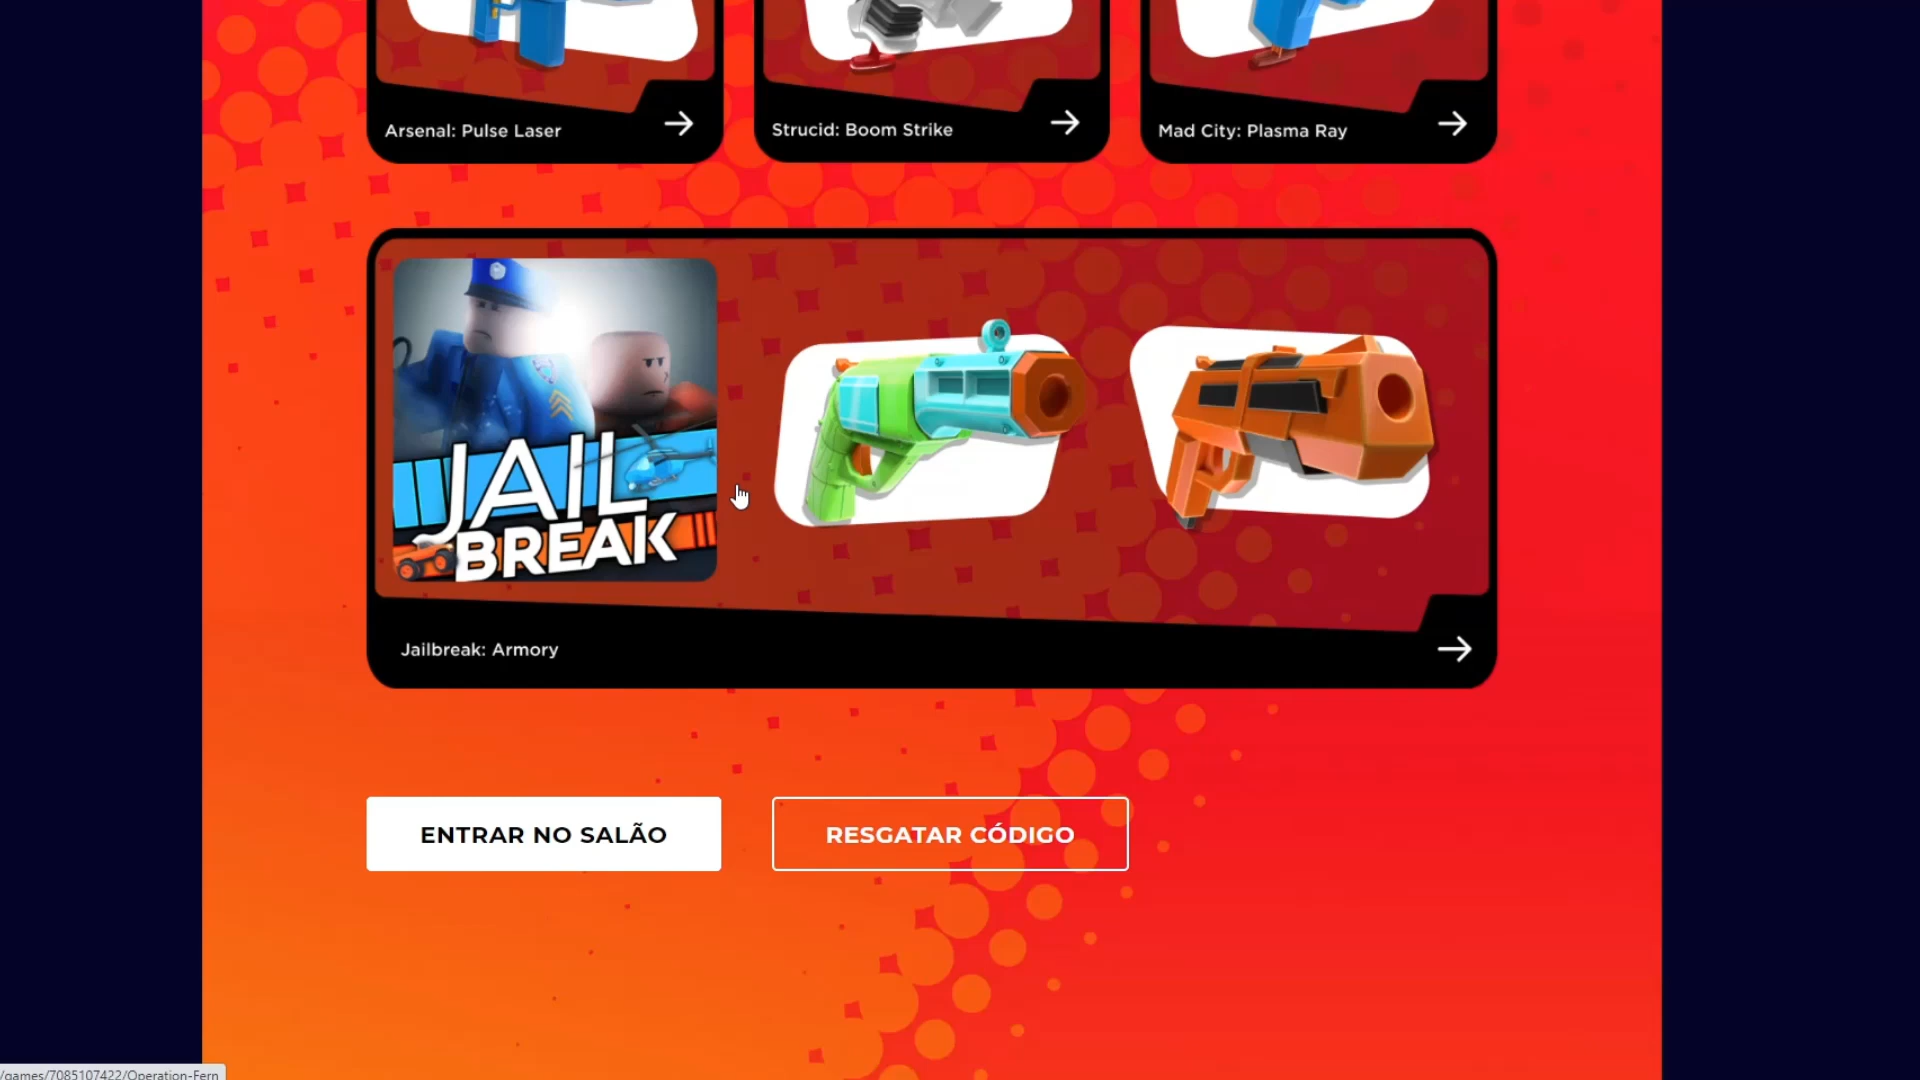 Arsenal: Pulse Laser
Strucid: Boom Strike
Mad City: Plasma Ray
JAIL
BREAK
Jailbreak: Armory
ENTRAR NO SALÃO
RESGATAR CÓDIGO
/games/7085107422/Operation-Fern